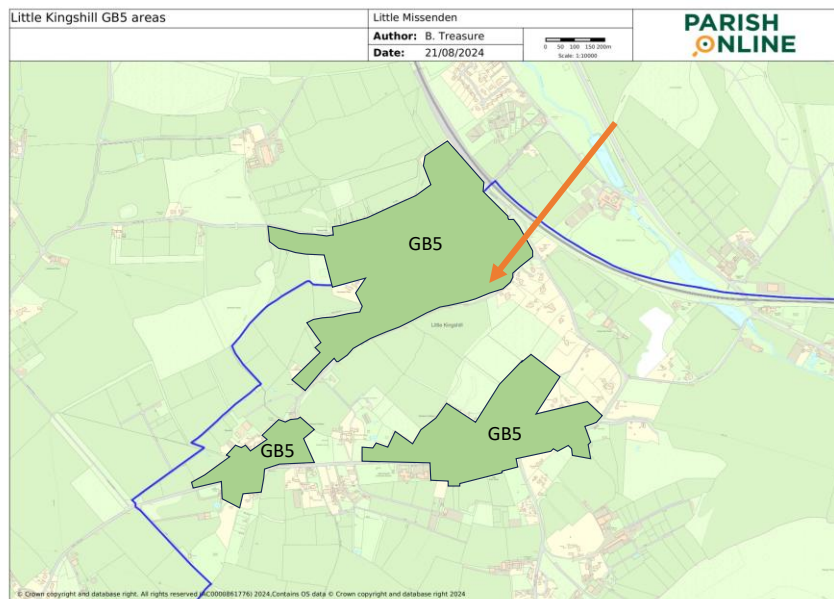 Little Kingshill GB5 areas
Little Missenden
Author: B. Treasure
Date: 21/08/2024
0 50 100 150 200m
Scale: 1:10000
PARISH
ONLINE
GB5
Little Kingshill
GB5
GB5
© Crown copyright and database right. All rights reserved (AC0000861776) 2024,Contains OS data © Crown copyright and database right 2024